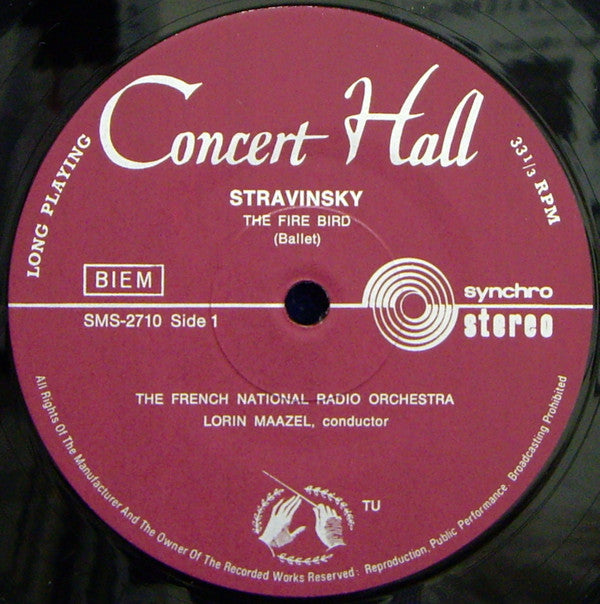 Concert Hall
LONG PLAYING
33 1/3 RPM
STRAVINSKY
THE FIRE BIRD
(Ballet)
BIEM
SMS-2710 Side 1
synchro
stereo
THE FRENCH NATIONAL RADIO ORCHESTRA
LORIN MAAZEL, conductor
TU
All Rights Of The Manufacturer And The Owner Of The Recorded Works Reserved : Reproduction, Public Performance, Broadcasting Prohibited